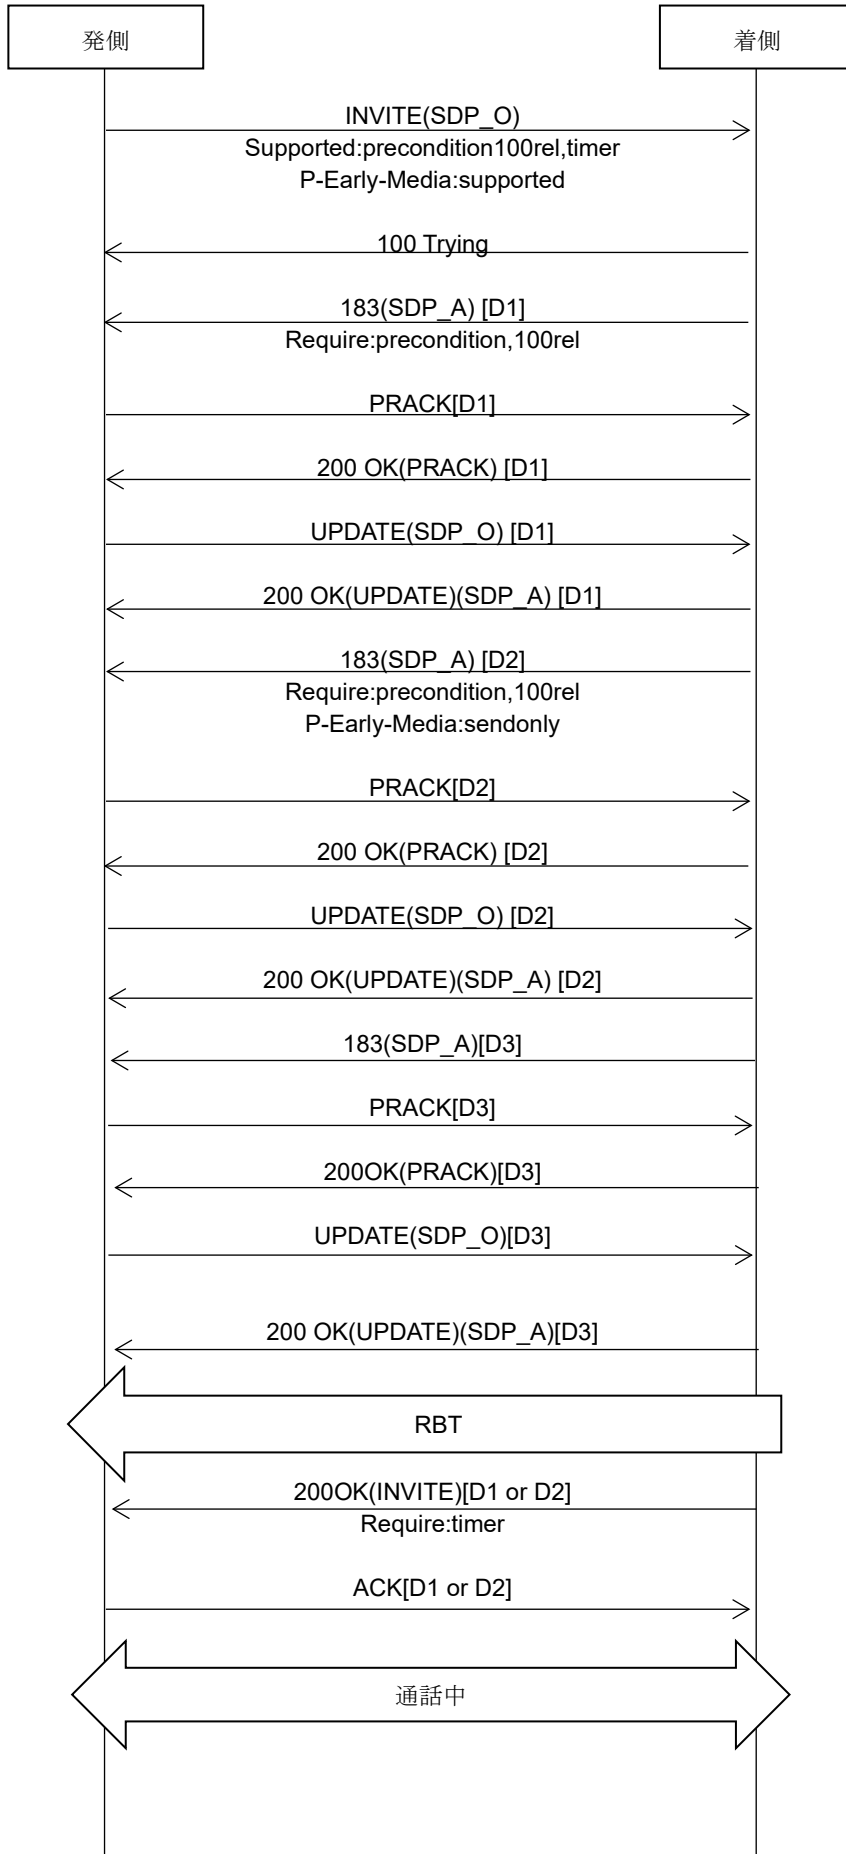 発側
着側
INVITE(SDP_O)
Supported:precondition100rel,timer
P-Early-Media:supported
100 Trying
183(SDP_A) [D1]
Require:precondition,100rel
PRACK[D1]
200 OK(PRACK) [D1]
UPDATE(SDP_O) [D1]
200 OK(UPDATE)(SDP_A) [D1]
183(SDP_A) [D2]
Require:precondition,100rel
P-Early-Media:sendonly
PRACK[D2]
200 OK(PRACK) [D2]
UPDATE(SDP_O) [D2]
200 OK(UPDATE)(SDP_A) [D2]
183(SDP_A)[D3]
PRACK[D3]
200OK(PRACK)[D3]
UPDATE(SDP_O)[D3]
200 OK(UPDATE)(SDP_A)[D3]
RBT
200OK(INVITE)[D1 or D2]
Require:timer
ACK[D1 or D2]
通話中